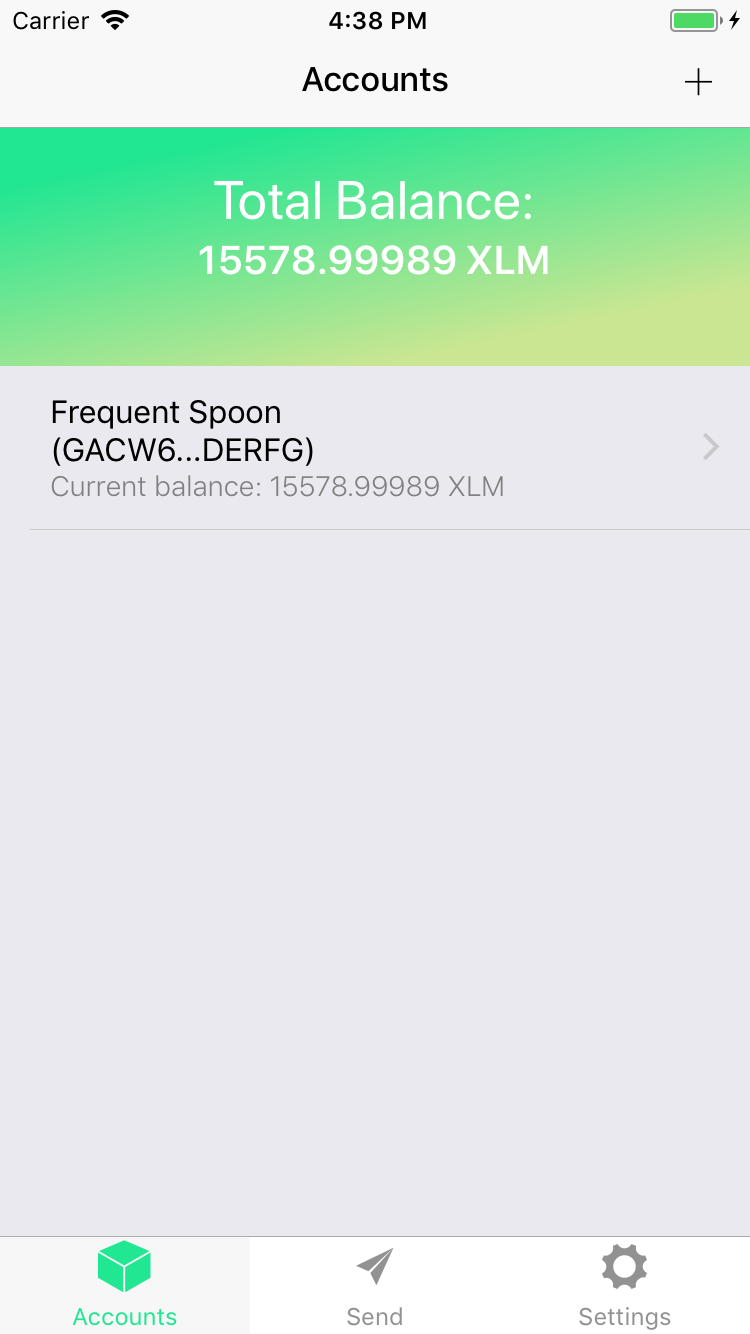 Carrier 4:38 PM
Accounts
Total Balance:
15578.99989 XLM
Frequent Spoon
(GACW6...DERFG)
Current balance: 15578.99989 XLM
Accounts Send Settings